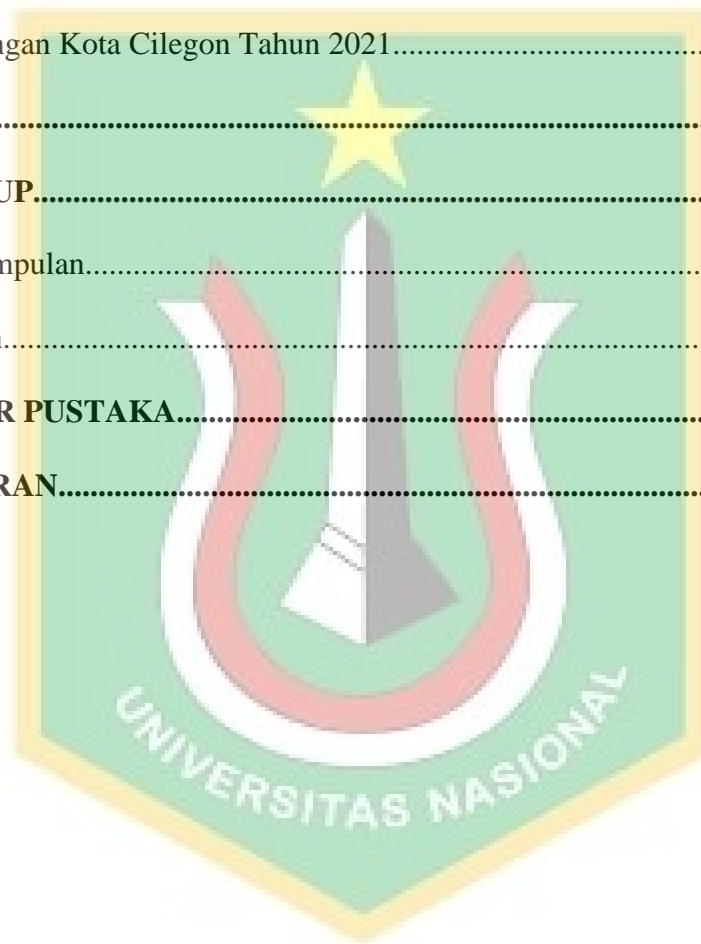 ngan Kota Cilegon Tahun 2021........................................................
...............................................................................................
UP...........................................................................................
mpulan......................................................................................
n...............................................................................................
R PUSTAKA...................................................................
RAN.........................................................................................
UNIVERSITAS NASIONAL